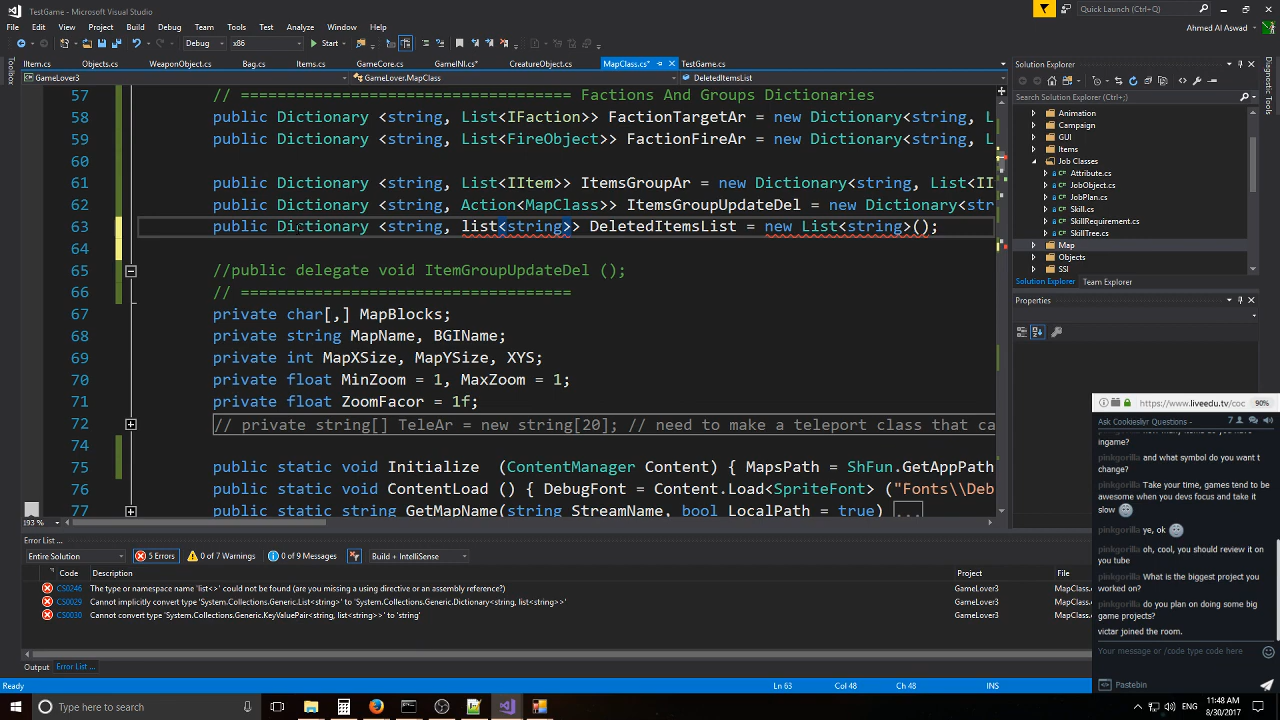 TestGame - Microsoft Visual Studio
Quick Launch (Ctrl+Q)
File Edit View Project Build Debug Team Tools Test Analyze Window Help
Ahmed Al Aswad
Debug x86 Start
Item.cs Objects.cs WeaponObject.cs Bag.cs Items.cs GameCore.cs GameINI.cs* CreatureObject.cs MapClass.cs* TestGame.cs
GameLover3 GameLover.MapClass DeletedItemsList
Toolbox
57 // =================================== Factions And Groups Dictionaries
58 public Dictionary <string, List<IFaction>> FactionTargetAr = new Dictionary<string, L
59 public Dictionary <string, List<FireObject>> FactionFireAr = new Dictionary<string, L
60
61 public Dictionary <string, List<IItem>> ItemsGroupAr = new Dictionary<string, List<II
62 public Dictionary <string, Action<MapClass>> ItemsGroupUpdateDel = new Dictionary<str
63 public Dictionary <string, list<string>> DeletedItemsList = new List<string>();
64
65 //public delegate void ItemGroupUpdateDel ();
66 // ===================================
67 private char[,] MapBlocks;
68 private string MapName, BGIName;
69 private int MapXSize, MapYSize, XYS;
70 private float MinZoom = 1, MaxZoom = 1;
71 private float ZoomFacor = 1f;
72 // private string[] TeleAr = new string[20]; // need to make a teleport class that ca
74
75 public static void Initialize (ContentManager Content) { MapsPath = ShFun.GetAppPath
76 public static void ContentLoad () { DebugFont = Content.Load<SpriteFont> ("Fonts\\Deb
77 public static string GetMapName(string StreamName, bool LocalPath = true) ...
193 %
Solution Explorer
Search Solution Explorer (Ctrl+;)
Animation
Campaign
GUI
Items
Job Classes
Attribute.cs
JobObject.cs
JobPlan.cs
Skill.cs
SkillRequirement.cs
SkillTree.cs
Map
Objects
SSI
Solution Explorer Team Explorer
Properties
Diagnostic Tools
Error List ...
Entire Solution 5 Errors 0 of 7 Warnings 0 of 9 Messages Build + IntelliSense
Code Description Project File
CS0246 The type or namespace name 'list<>' could not be found (are you missing a using directive or an assembly reference?) GameLover3 MapClass.
CS0029 Cannot implicitly convert type 'System.Collections.Generic.List<string>' to 'System.Collections.Generic.Dictionary<string, list<string>>' GameLover3 MapClass.
CS0030 Cannot convert type 'System.Collections.Generic.KeyValuePair<string, list<string>>' to 'string' GameLover3 MapClass.
Output Error List ...
Ready Ln 63 Col 48 Ch 48 INS
https://www.liveedu.tv/coc 90%
Ask Cookieslyr Questions - 7
ingame?
pinkgorilla and what symbol do you want t
change?
pinkgorilla Take your time, games tend to be
awesome when you devs focus and take it
slow
pinkgorilla ye, ok
pinkgorilla oh, cool, you should review it on
you tube
pinkgorilla What is the biggest project you
worked on?
pinkgorilla do you plan on doing some big
game projects?
victar joined the room.
Your message or /code type code here
Pastebin
Type here to search
ENG
11:48 AM
8/30/2017